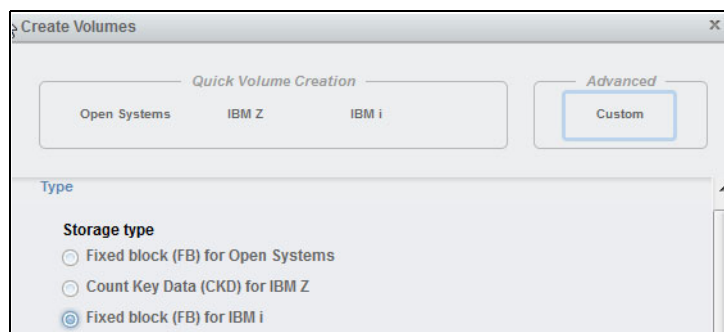 Create Volumes x
Quick Volume Creation Advanced
Open Systems IBM Z IBM i Custom
Type
Storage type
Fixed block (FB) for Open Systems
Count Key Data (CKD) for IBM Z
Fixed block (FB) for IBM i